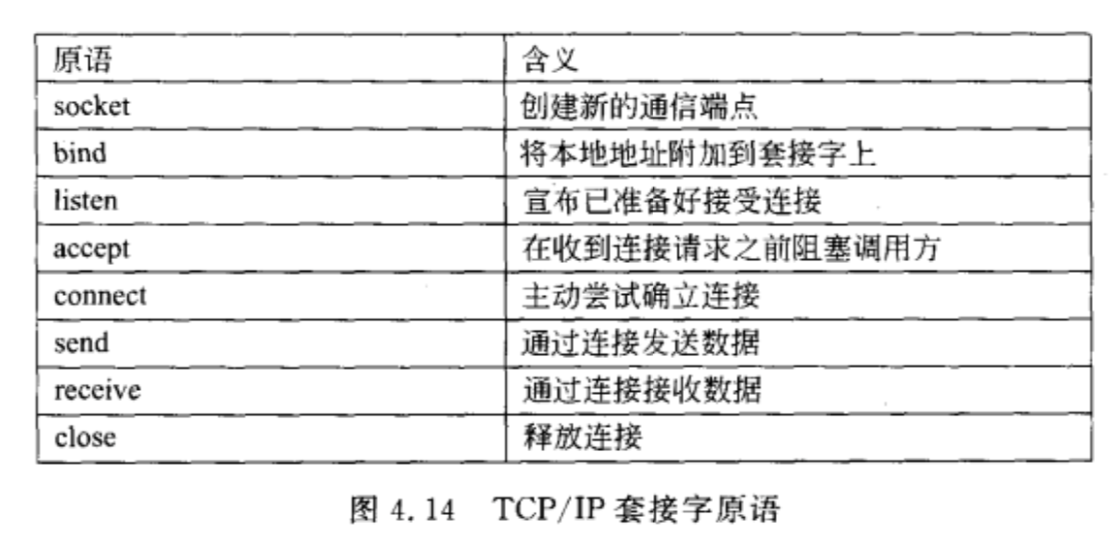 原语 含义
socket 创建新的通信端点
bind 将本地地址附加到套接字上
listen 宣布已准备好接受连接
accept 在收到连接请求之前阻塞调用方
connect 主动尝试确立连接
send 通过连接发送数据
receive 通过连接接收数据
close 释放连接
图 4.14 TCP/IP 套接字原语